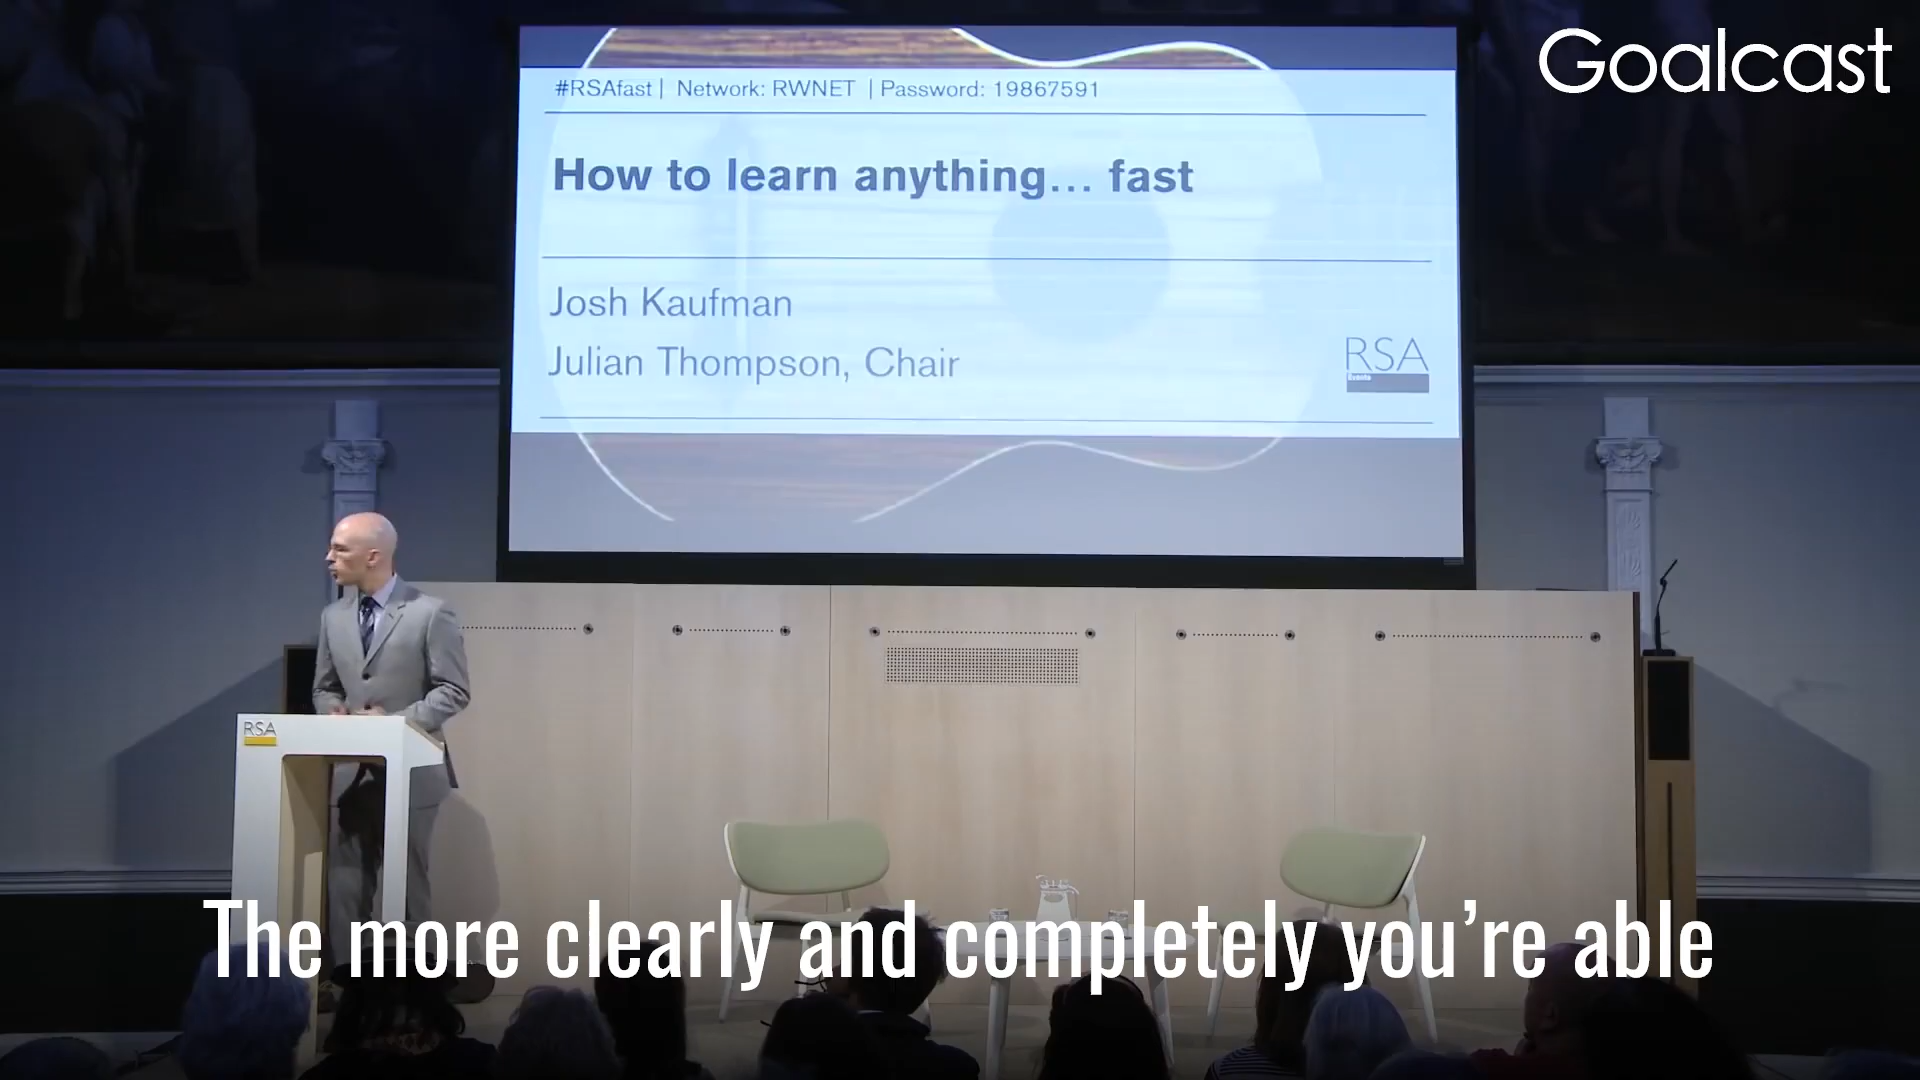 Goalcast
#RSAfast | Network: RWNET | Password: 19867591
How to learn anything... fast
Josh Kaufman
Julian Thompson, Chair
RSA
Events
RSA
The more clearly and completely you’re able